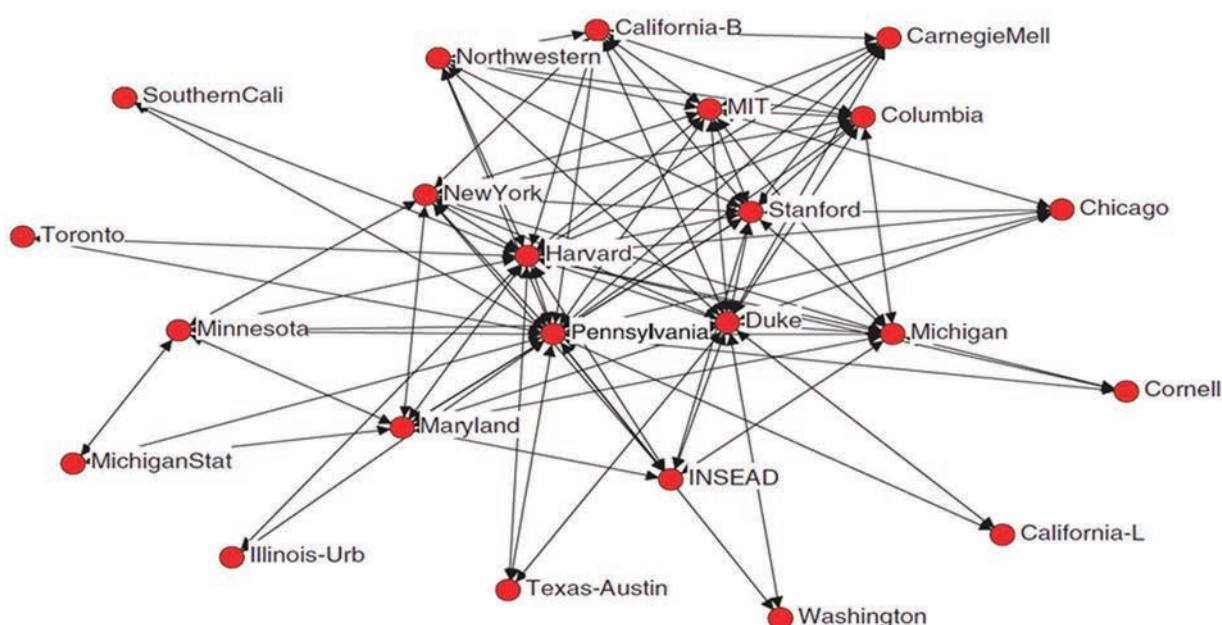 California-B
CarnegieMell
Northwestern
SouthernCali
MIT
Columbia
NewYork
Stanford
Chicago
Toronto
Harvard
Minnesota
Pennsylvania
Duke
Michigan
Cornell
Maryland
MichiganStat
INSEAD
California-L
Illinois-Urb
Texas-Austin
Washington